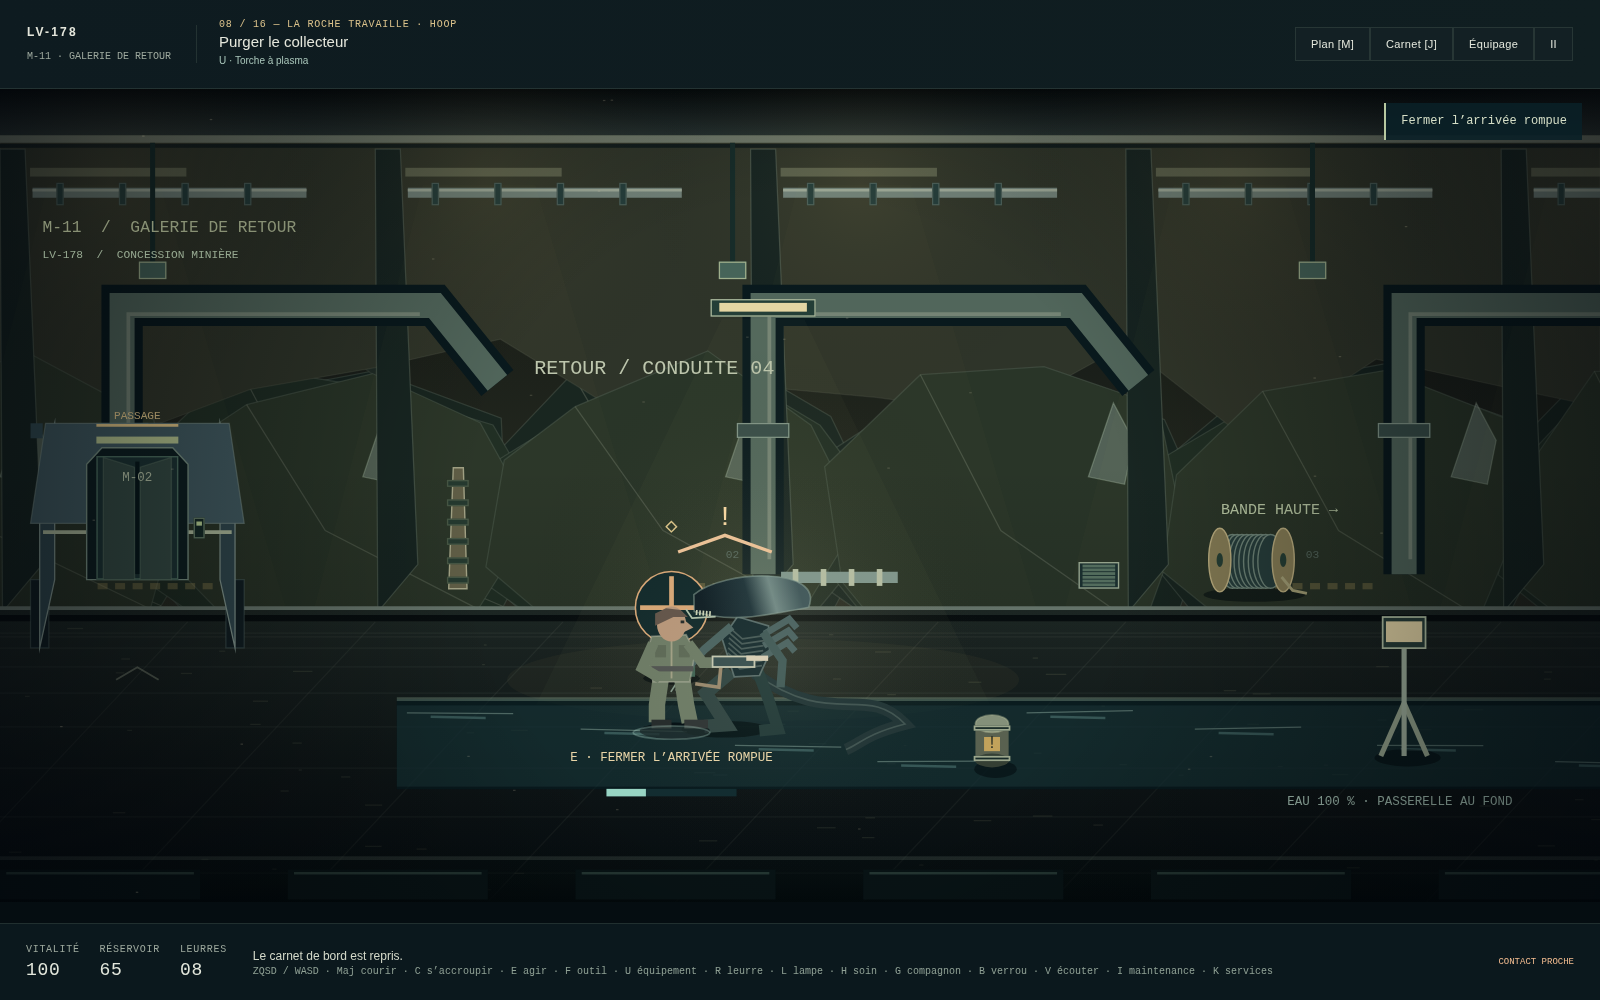 LV-178
M-11 · GALERIE DE RETOUR
08 / 16 — LA ROCHE TRAVAILLE · HOOP
Purger le collecteur
U · Torche à plasma
Plan [M]
Carnet [J]
Équipage
II
Fermer l’arrivée rompue
M-11 / GALERIE DE RETOUR
LV-178 / CONCESSION MINIÈRE
RETOUR / CONDUITE 04
PASSAGE
M-02
BANDE HAUTE →
!
02
03
!
E · FERMER L’ARRIVÉE ROMPUE
EAU 100 % · PASSERELLE AU FOND
VITALITÉ
100
RÉSERVOIR
65
LEURRES
08
Le carnet de bord est repris.
ZQSD / WASD · Maj courir · C s’accroupir · E agir · F outil · U équipement · R leurre · L lampe · H soin · G compagnon · B verrou · V écouter · I maintenance · K services
CONTACT PROCHE